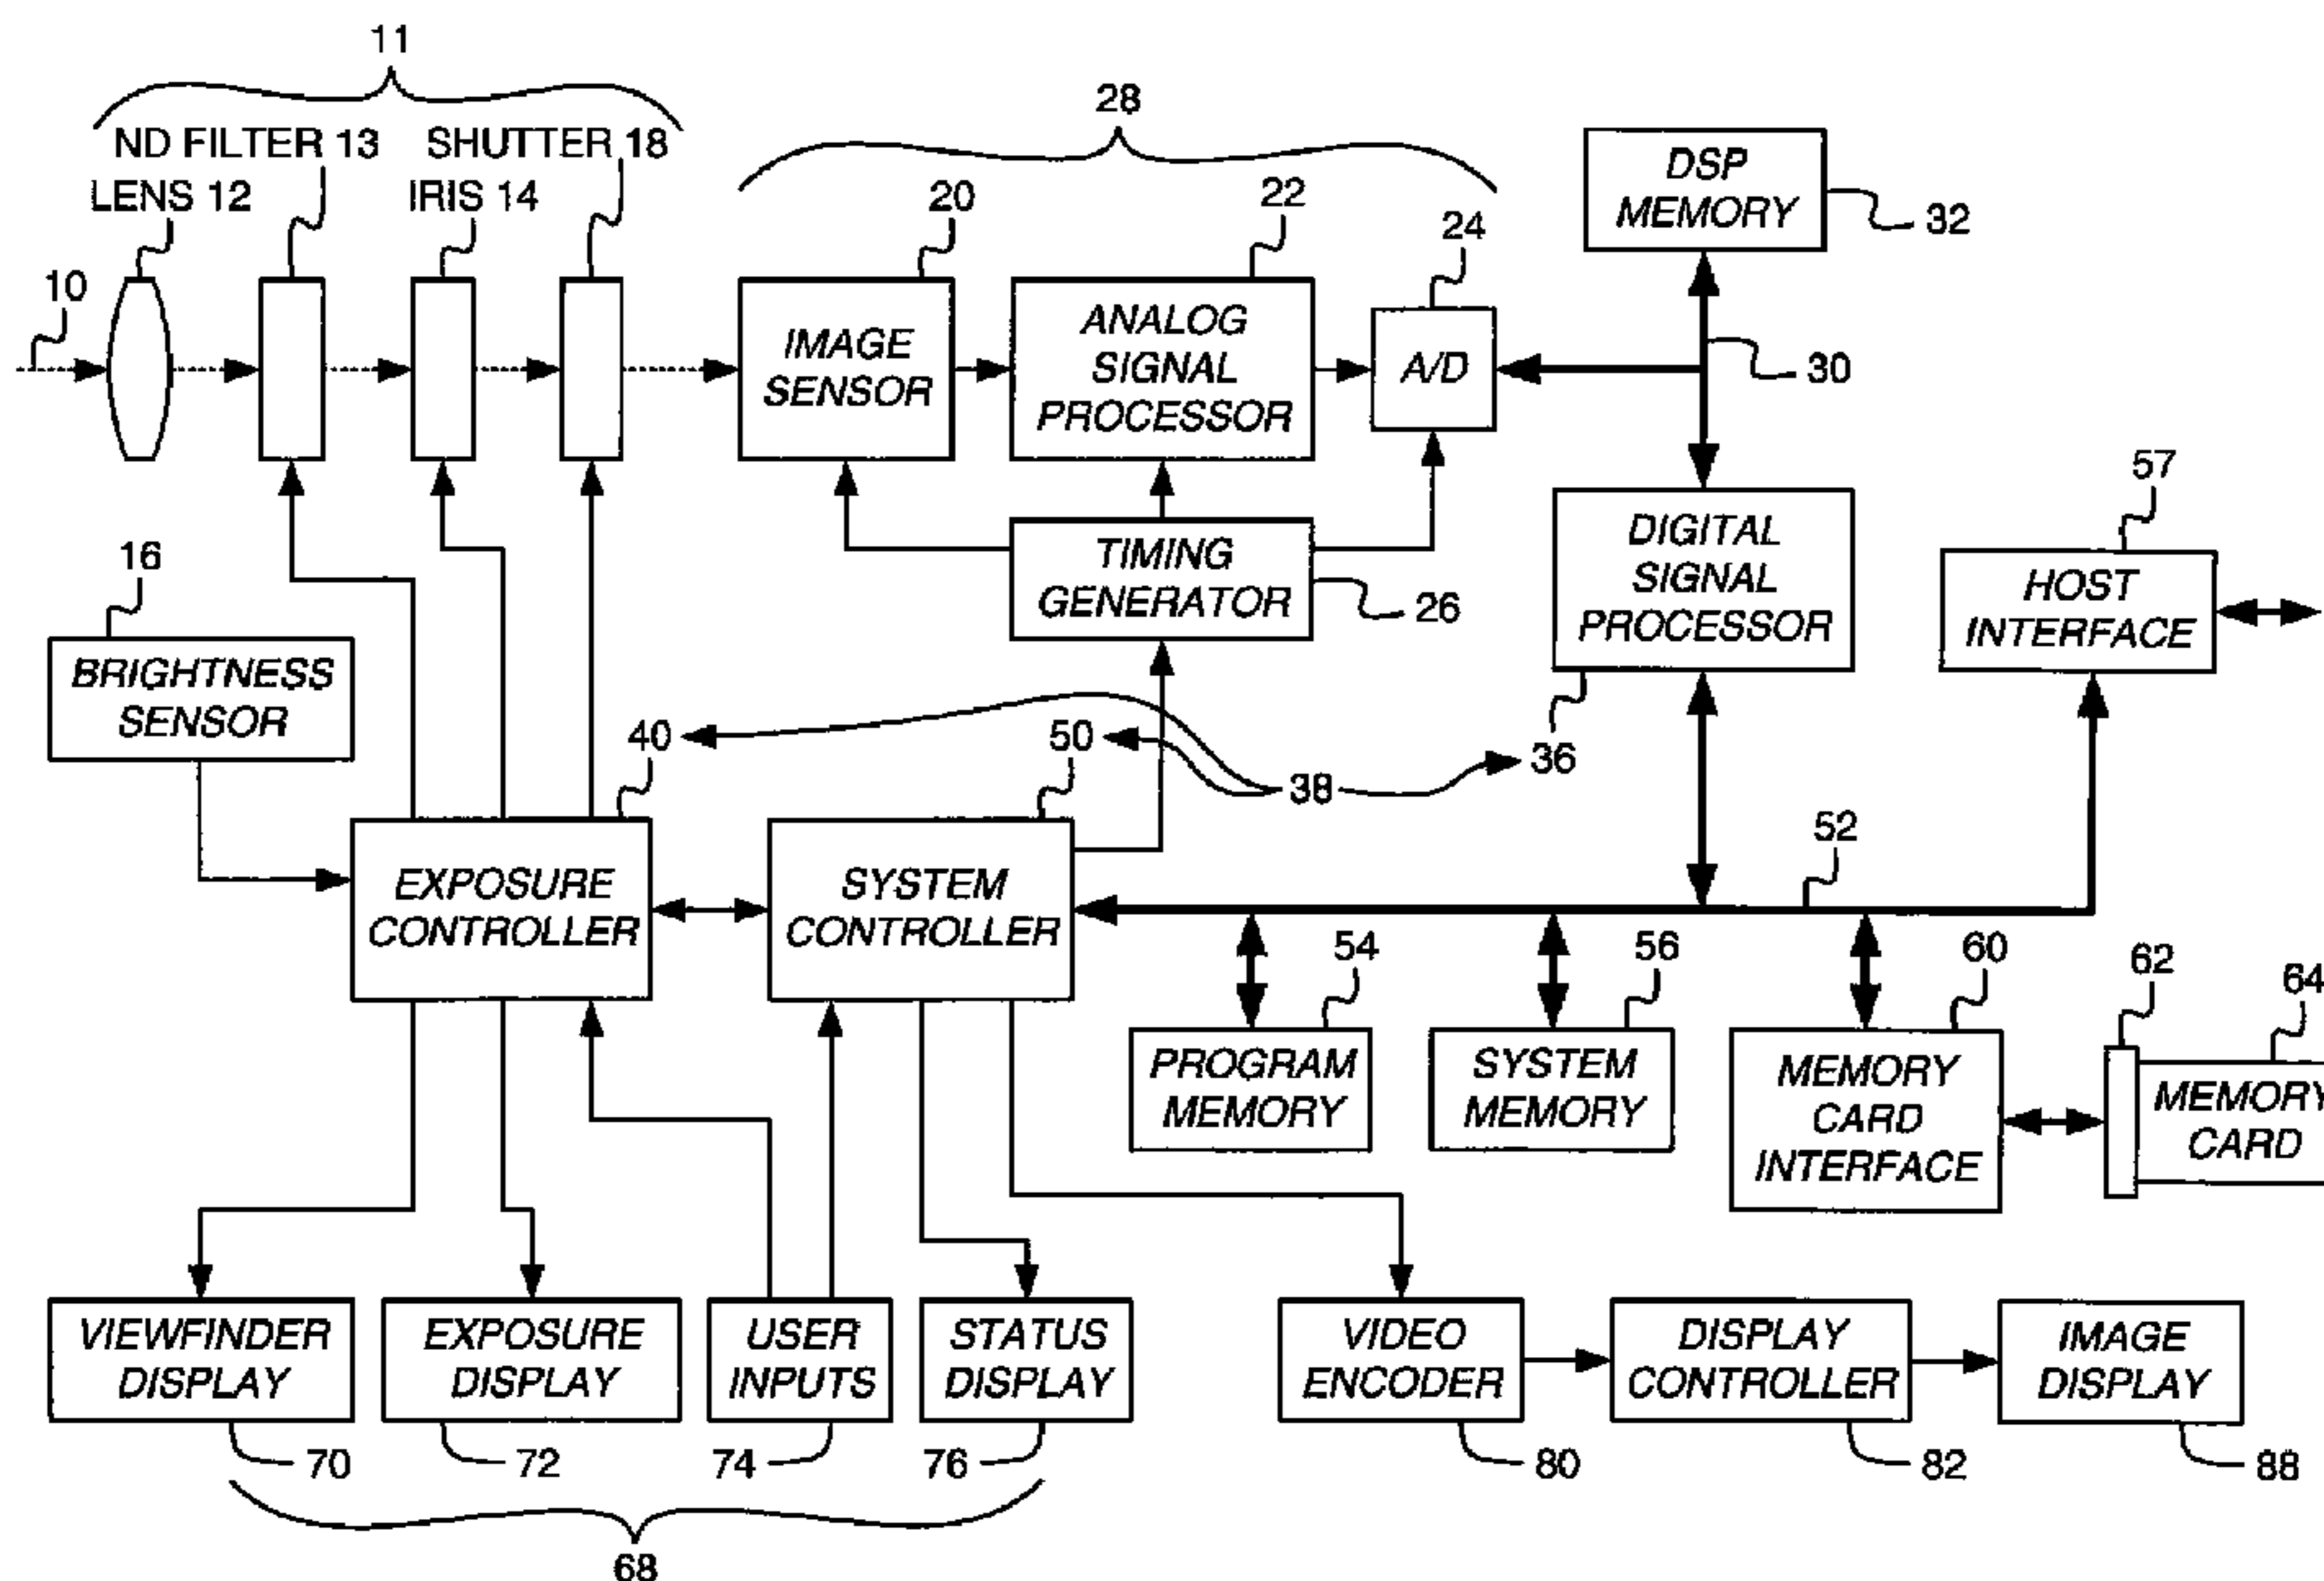 11
28
ND FILTER 13
SHUTTER 18
LENS 12
IRIS 14
20
22
24
DSP
MEMORY
32
10
IMAGE
SENSOR
ANALOG
SIGNAL
PROCESSOR
A/D
30
57
16
TIMING
GENERATOR
26
DIGITAL
SIGNAL
PROCESSOR
HOST
INTERFACE
BRIGHTNESS
SENSOR
40
50
38
36
52
EXPOSURE
CONTROLLER
SYSTEM
CONTROLLER
54
56
60
62
64
PROGRAM
MEMORY
SYSTEM
MEMORY
MEMORY
CARD
INTERFACE
MEMORY
CARD
VIEWFINDER
DISPLAY
EXPOSURE
DISPLAY
USER
INPUTS
STATUS
DISPLAY
VIDEO
ENCODER
DISPLAY
CONTROLLER
IMAGE
DISPLAY
70
72
74
76
80
82
88
68